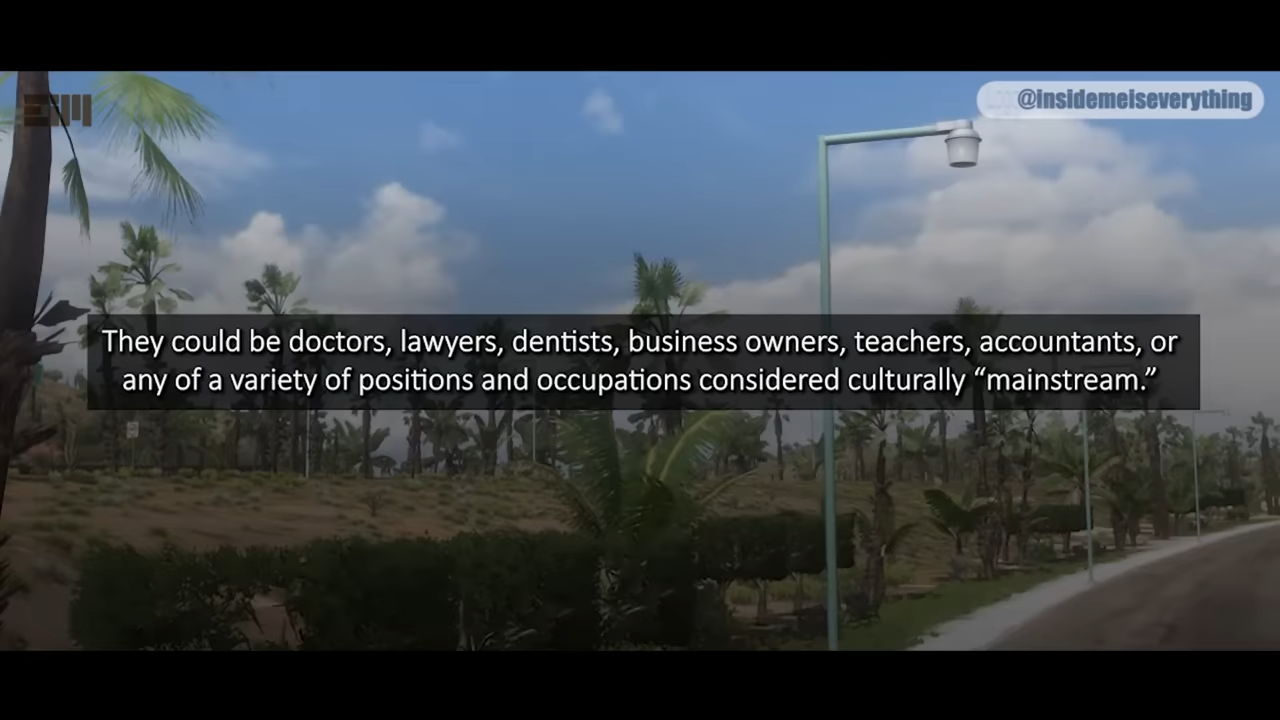 @insidemeiseverything
They could be doctors, lawyers, dentists, business owners, teachers, accountants, or
any of a variety of positions and occupations considered culturally “mainstream.”